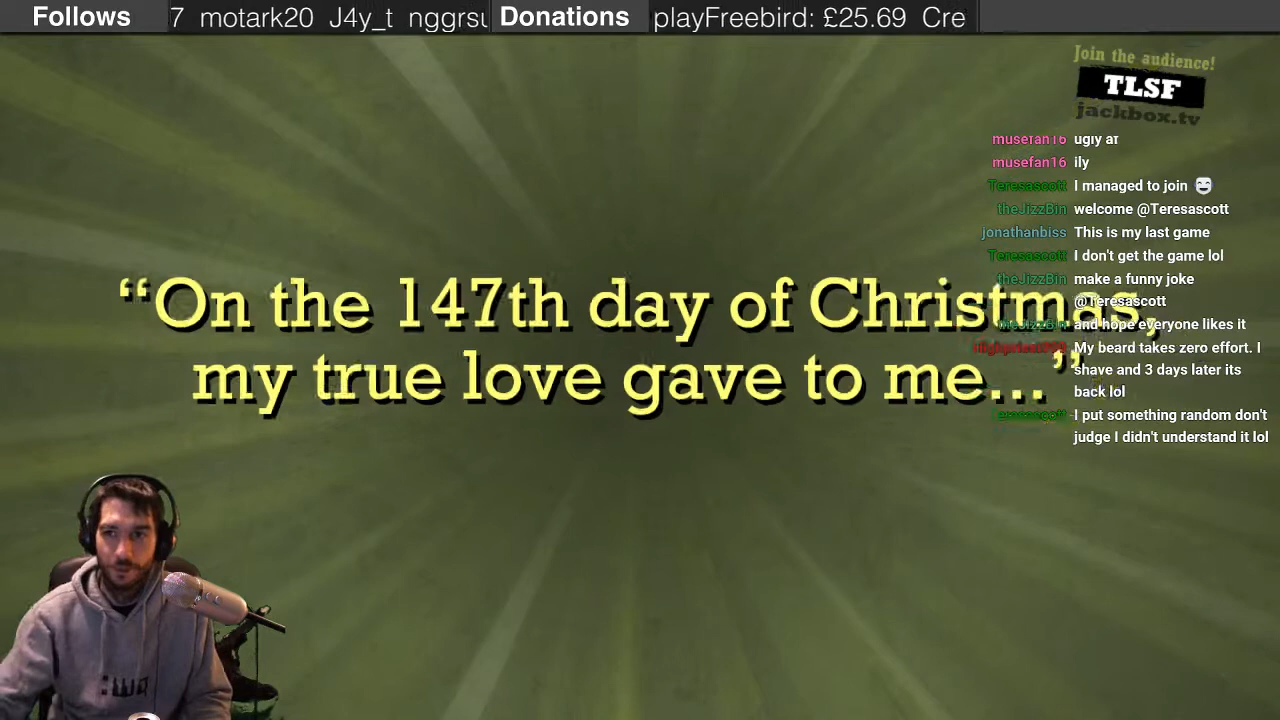 Follows
7 motark20 J4y_t nggrsu
Donations
playFreebird: £25.69 Cre
Join the audience!
TLSF
jackbox.tv
“On the 147th day of Christmas,
my true love gave to me...”
musefan16 ugly af
musefan16 ily
Teresascott I managed to join
theJizzBin welcome @Teresascott
jonathanbiss This is my last game
Teresascott I don't get the game lol
theJizzBin make a funny joke
@Teresascott
theJizzBin and hope everyone likes it
My beard takes zero effort. I
shave and 3 days later its
back lol
Teresascott I put something random don't
judge I didn't understand it lol